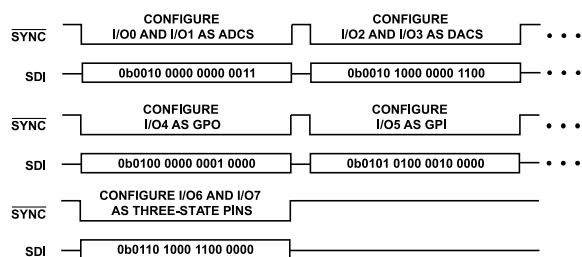 CONFIGURE
I/O0 AND I/O1 AS ADCS
CONFIGURE
I/O2 AND I/O3 AS DACS
SYNC
SDI
0b0010 0000 0000 0011
0b0010 1000 0000 1100
CONFIGURE
I/O4 AS GPO
CONFIGURE
I/O5 AS GPI
SYNC
SDI
0b0100 0000 0001 0000
0b0101 0100 0010 0000
CONFIGURE I/O6 AND I/O7
AS THREE-STATE PINS
SYNC
SDI
0b0110 1000 1100 0000